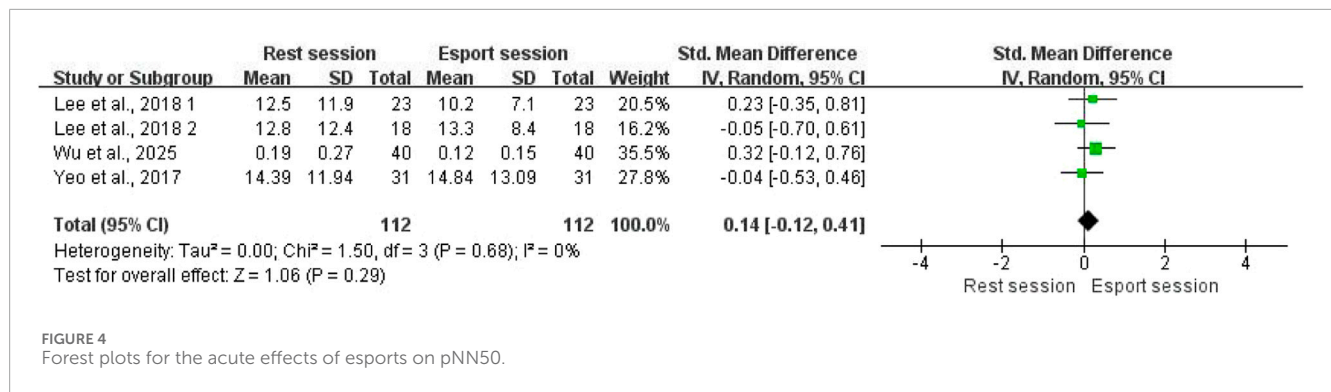 Rest session Esport session Std. Mean Difference Std. Mean Difference
Study or Subgroup Mean SD Total Mean SD Total Weight IV, Random, 95% CI IV, Random, 95% CI
Lee et al., 2018 1 12.5 11.9 23 10.2 7.1 23 20.5% 0.23 [-0.35, 0.81]
Lee et al., 2018 2 12.8 12.4 18 13.3 8.4 18 16.2% -0.05 [-0.70, 0.61]
Wu et al., 2025 0.19 0.27 40 0.12 0.15 40 35.5% 0.32 [-0.12, 0.76]
Yeo et al., 2017 14.39 11.94 31 14.84 13.09 31 27.8% -0.04 [-0.53, 0.46]
Total (95% CI) 112 112 100.0% 0.14 [-0.12, 0.41]
Heterogeneity: Tau² = 0.00; Chi² = 1.50, df = 3 (P = 0.68); I² = 0%
Test for overall effect: Z = 1.06 (P = 0.29)
-4 -2 0 2 4
Rest session Esport session
FIGURE 4
Forest plots for the acute effects of esports on pNN50.